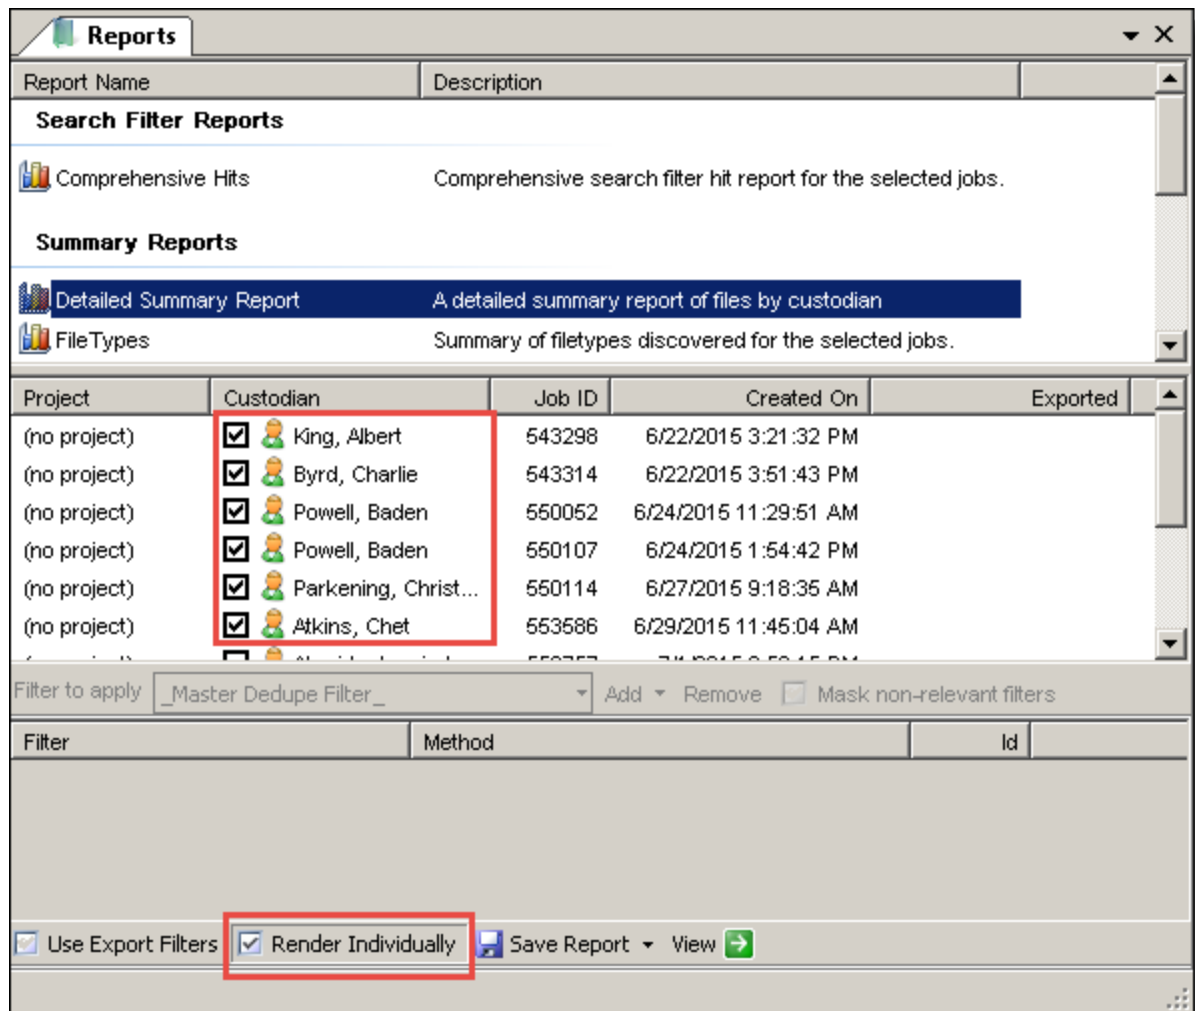 Reports
Report Name Description
Search Filter Reports
Comprehensive Hits Comprehensive search filter hit report for the selected jobs.
Summary Reports
Detailed Summary Report A detailed summary report of files by custodian
FileTypes Summary of filetypes discovered for the selected jobs.
Project Custodian Job ID Created On Exported
(no project) King, Albert 543298 6/22/2015 3:21:32 PM
(no project) Byrd, Charlie 543314 6/22/2015 3:51:43 PM
(no project) Powell, Baden 550052 6/24/2015 11:29:51 AM
(no project) Powell, Baden 550107 6/24/2015 1:54:42 PM
(no project) Parkening, Christ... 550114 6/27/2015 9:18:35 AM
(no project) Atkins, Chet 553586 6/29/2015 11:45:04 AM
Filter to apply _Master Dedupe Filter_ Add Remove Mask non-relevant filters
Filter Method Id
Use Export Filters Render Individually Save Report View